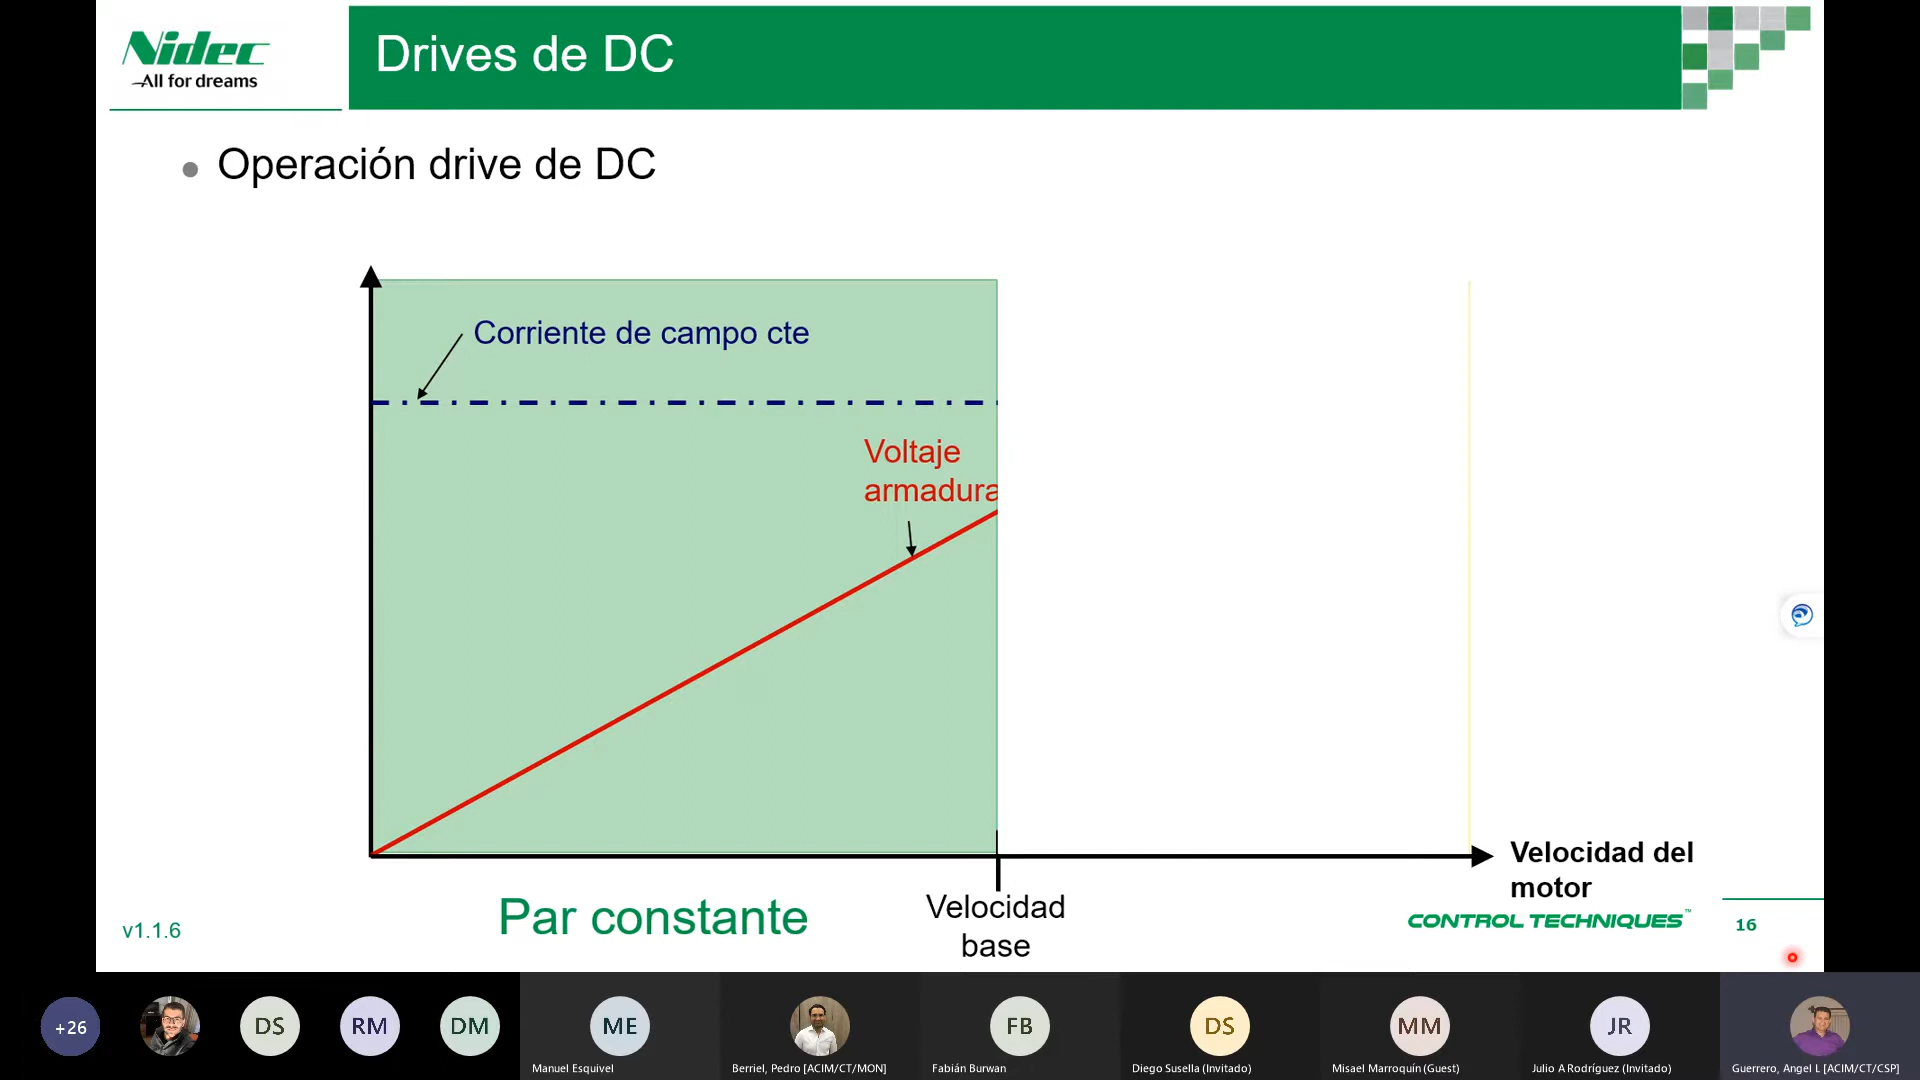 Nidec
All for dreams
Drives de DC
Operación drive de DC
Corriente de campo cte
Voltaje
armadura
Velocidad del
motor
Par constante
Velocidad
base
v1.1.6
CONTROL TECHNIQUES™
16
+26
DS
RM
DM
ME
FB
DS
MM
JR
Manuel Esquivel
Berriel, Pedro [ACIM/CT/MON]
Fabián Burwan
Diego Susella (Invitado)
Misael Marroquín (Guest)
Julio A Rodríguez (Invitado)
Guerrero, Angel L [ACIM/CT/CSP]